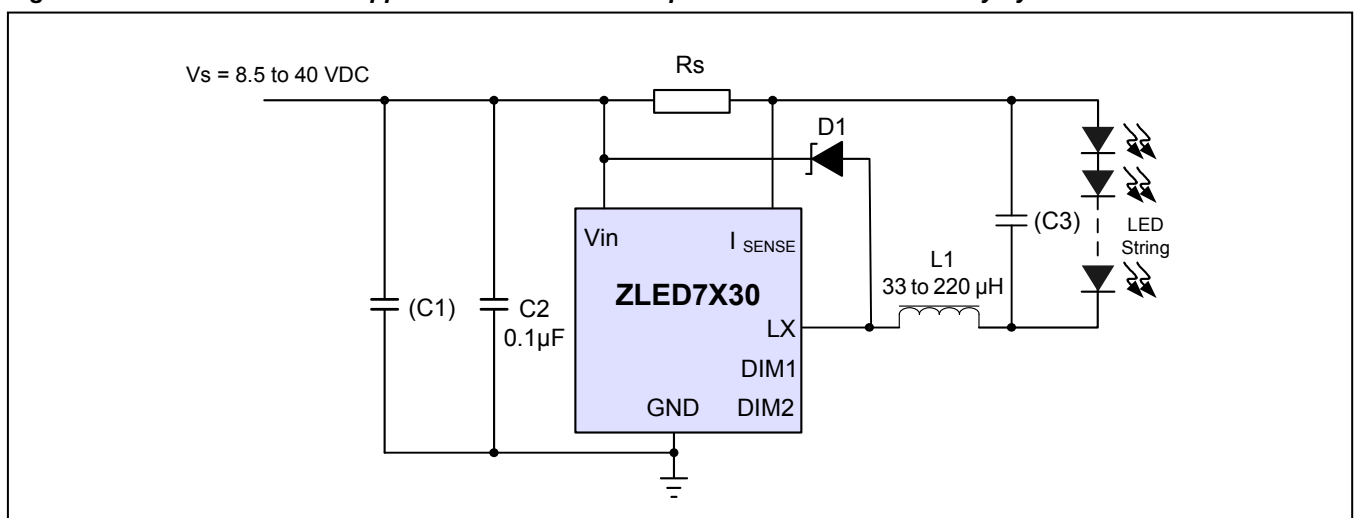 Vs = 8.5 to 40 VDC
Rs
D1
Vin
I SENSE
(C3)
LED
String
L1
33 to 220 µH
ZLED7X30
(C1)
C2
0.1µF
LX
DIM1
GND
DIM2